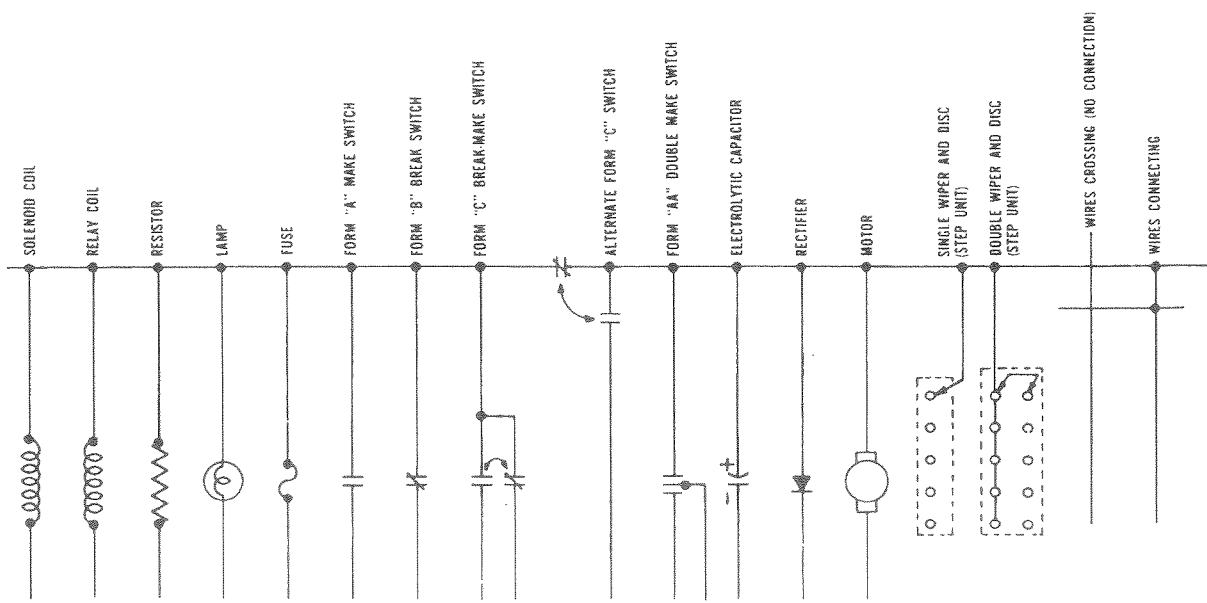 SOLENOID COIL
RELAY COIL
RESISTOR
LAMP
FUSE
FORM "A" MAKE SWITCH
FORM "B" BREAK SWITCH
FORM "C" BREAK-MAKE SWITCH
ALTERNATE FORM "C" SWITCH
FORM "AA" DOUBLE MAKE SWITCH
ELECTROLYTIC CAPACITOR
RECTIFIER
MOTOR
SINGLE WIPER AND DISC
(STEP UNIT)
DOUBLE WIPER AND DISC
(STEP UNIT)
WIRES CROSSING (NO CONNECTION)
WIRES CONNECTING
+
-